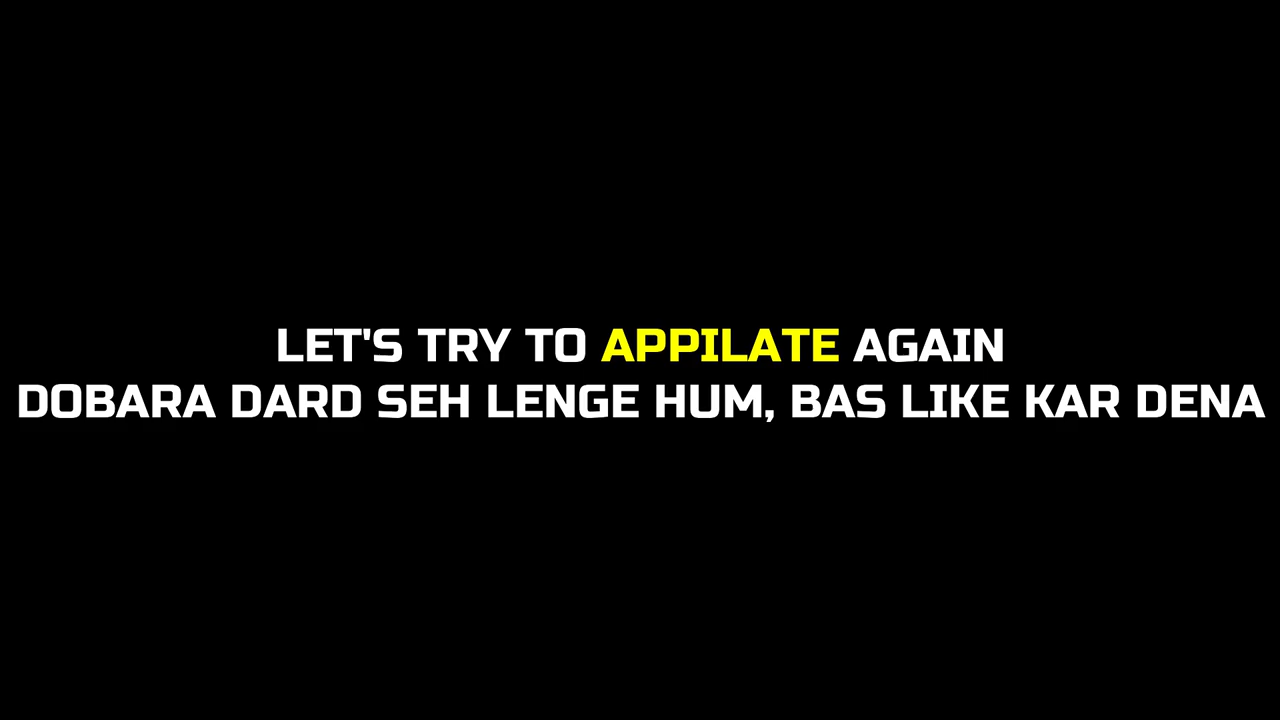 LET'S TRY TO APPILATE AGAIN
DOBARA DARD SEH LENGE HUM, BAS LIKE KAR DENA